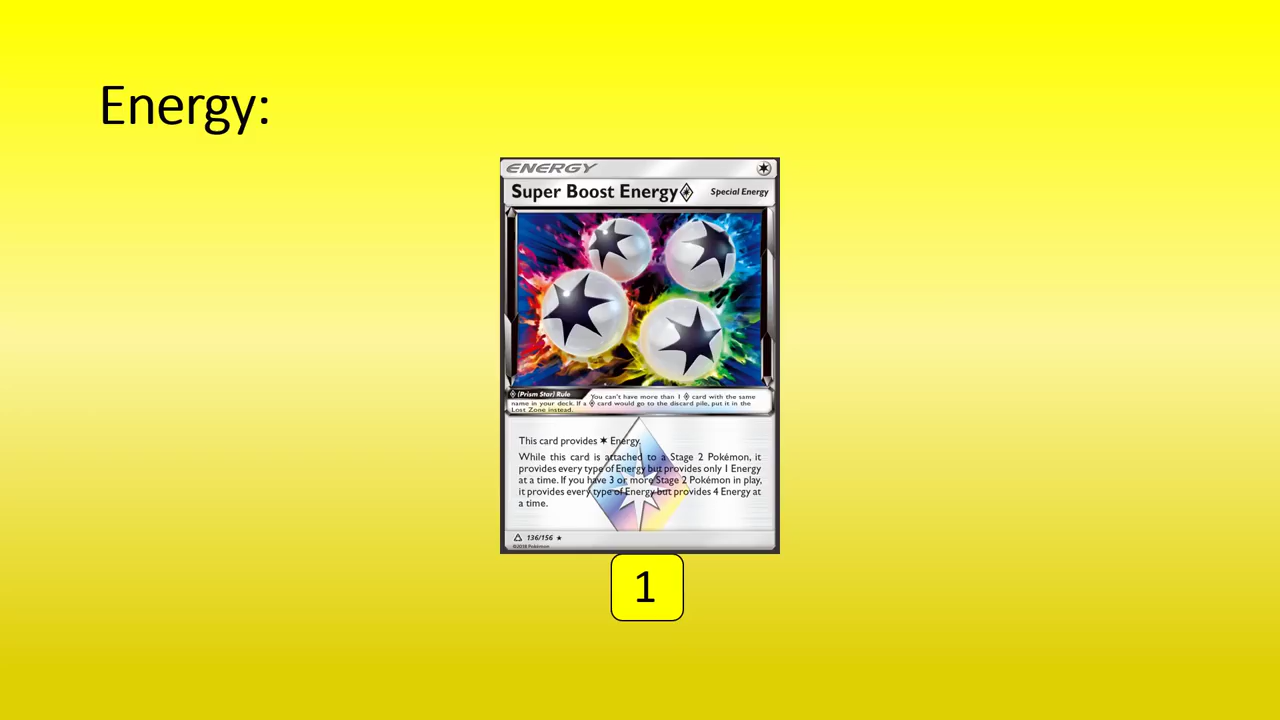 Energy:
ENERGY
Super Boost Energy Special Energy
(Prism Star) Rule You can't have more than 1 card with the same
name in your deck. If a card would go to the discard pile, put it in the
Lost Zone instead.
This card provides Energy.
While this card is attached to a Stage 2 Pokémon, it
provides every type of Energy but provides only 1 Energy
at a time. If you have 3 or more Stage 2 Pokémon in play,
it provides every type of Energy but provides 4 Energy at
a time.
136/156 ★
©2018 Pokémon
1